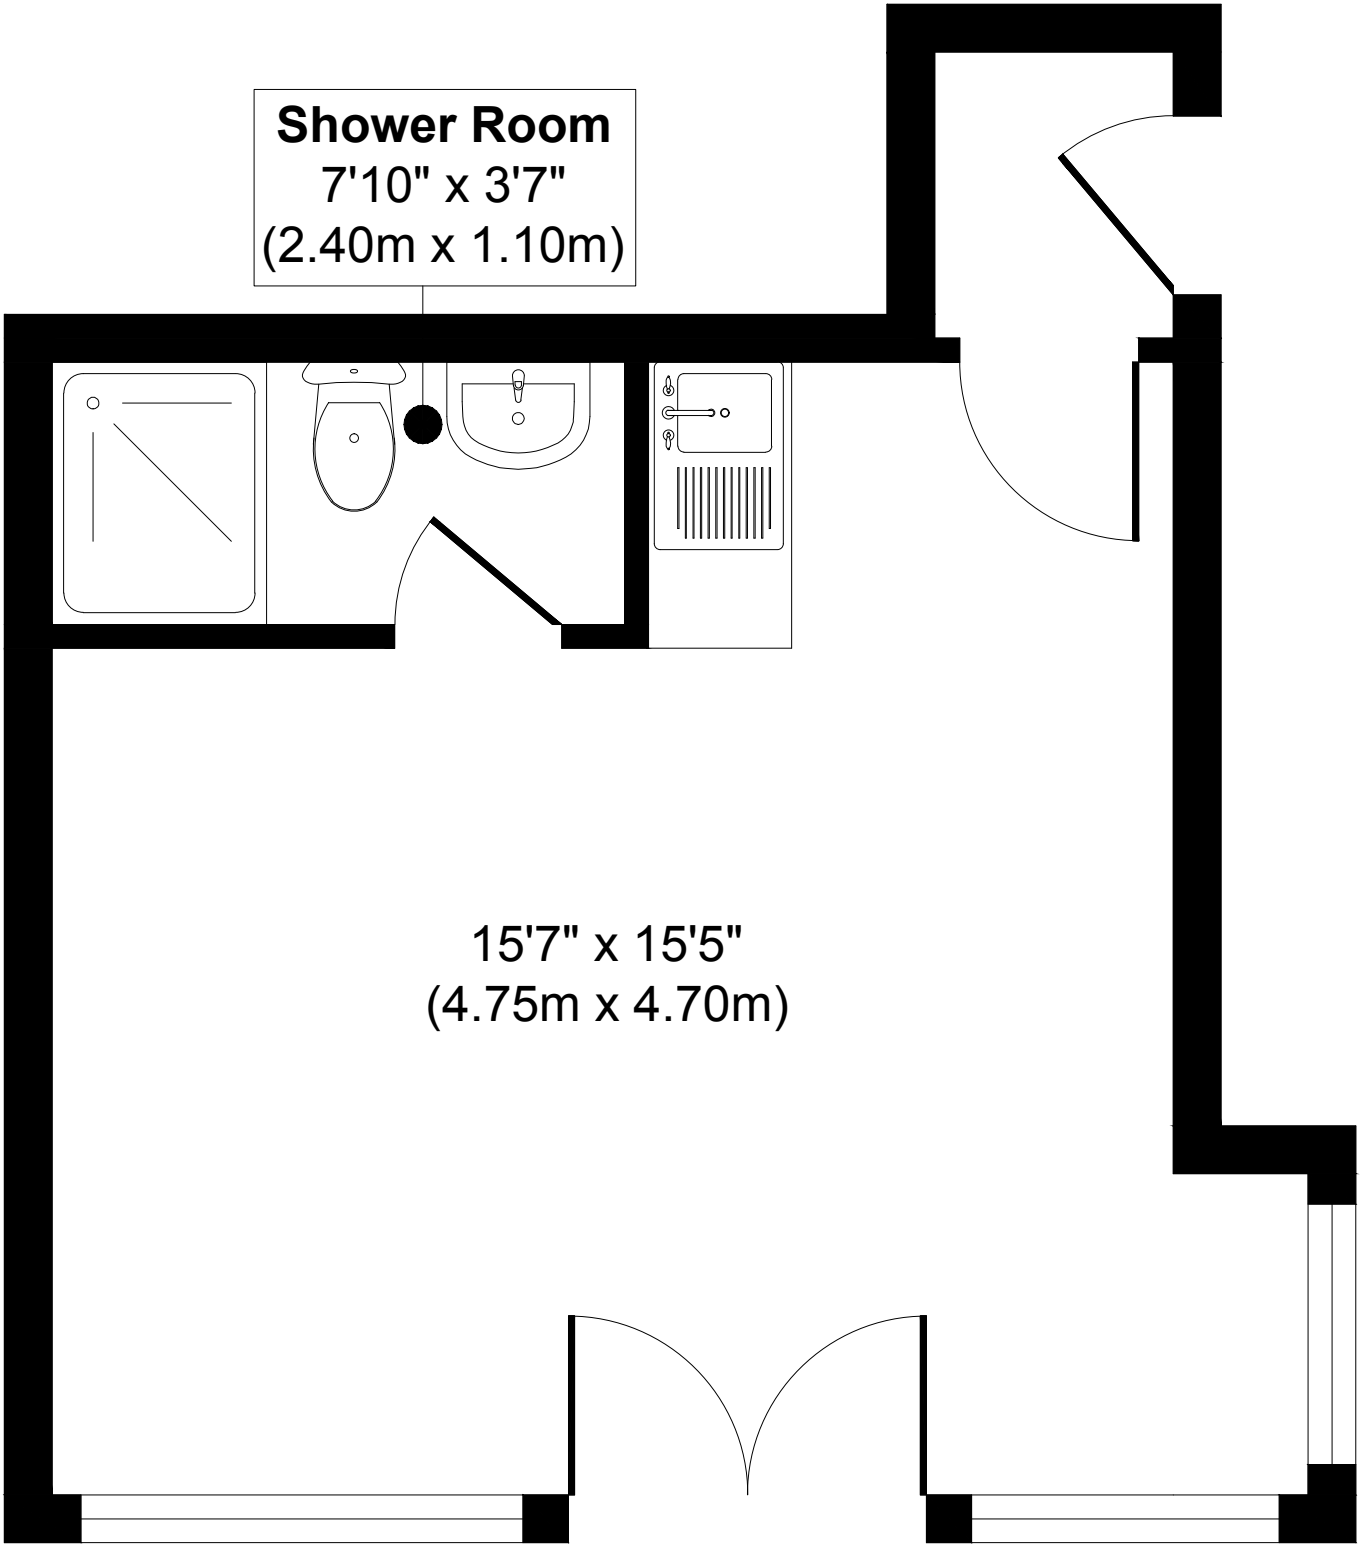 Shower Room
7'10" x 3'7"
(2.40m x 1.10m)
15'7" x 15'5"
(4.75m x 4.70m)